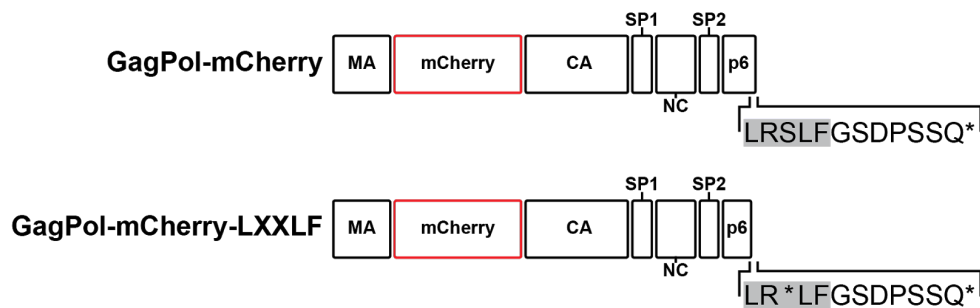 SP1 SP2
GagPol-mCherry MA mCherry CA p6
NC
LRSLFGSDPSSQ*
SP1 SP2
GagPol-mCherry-LXXLF MA mCherry CA p6
NC
LR*LFGSDPSSQ*